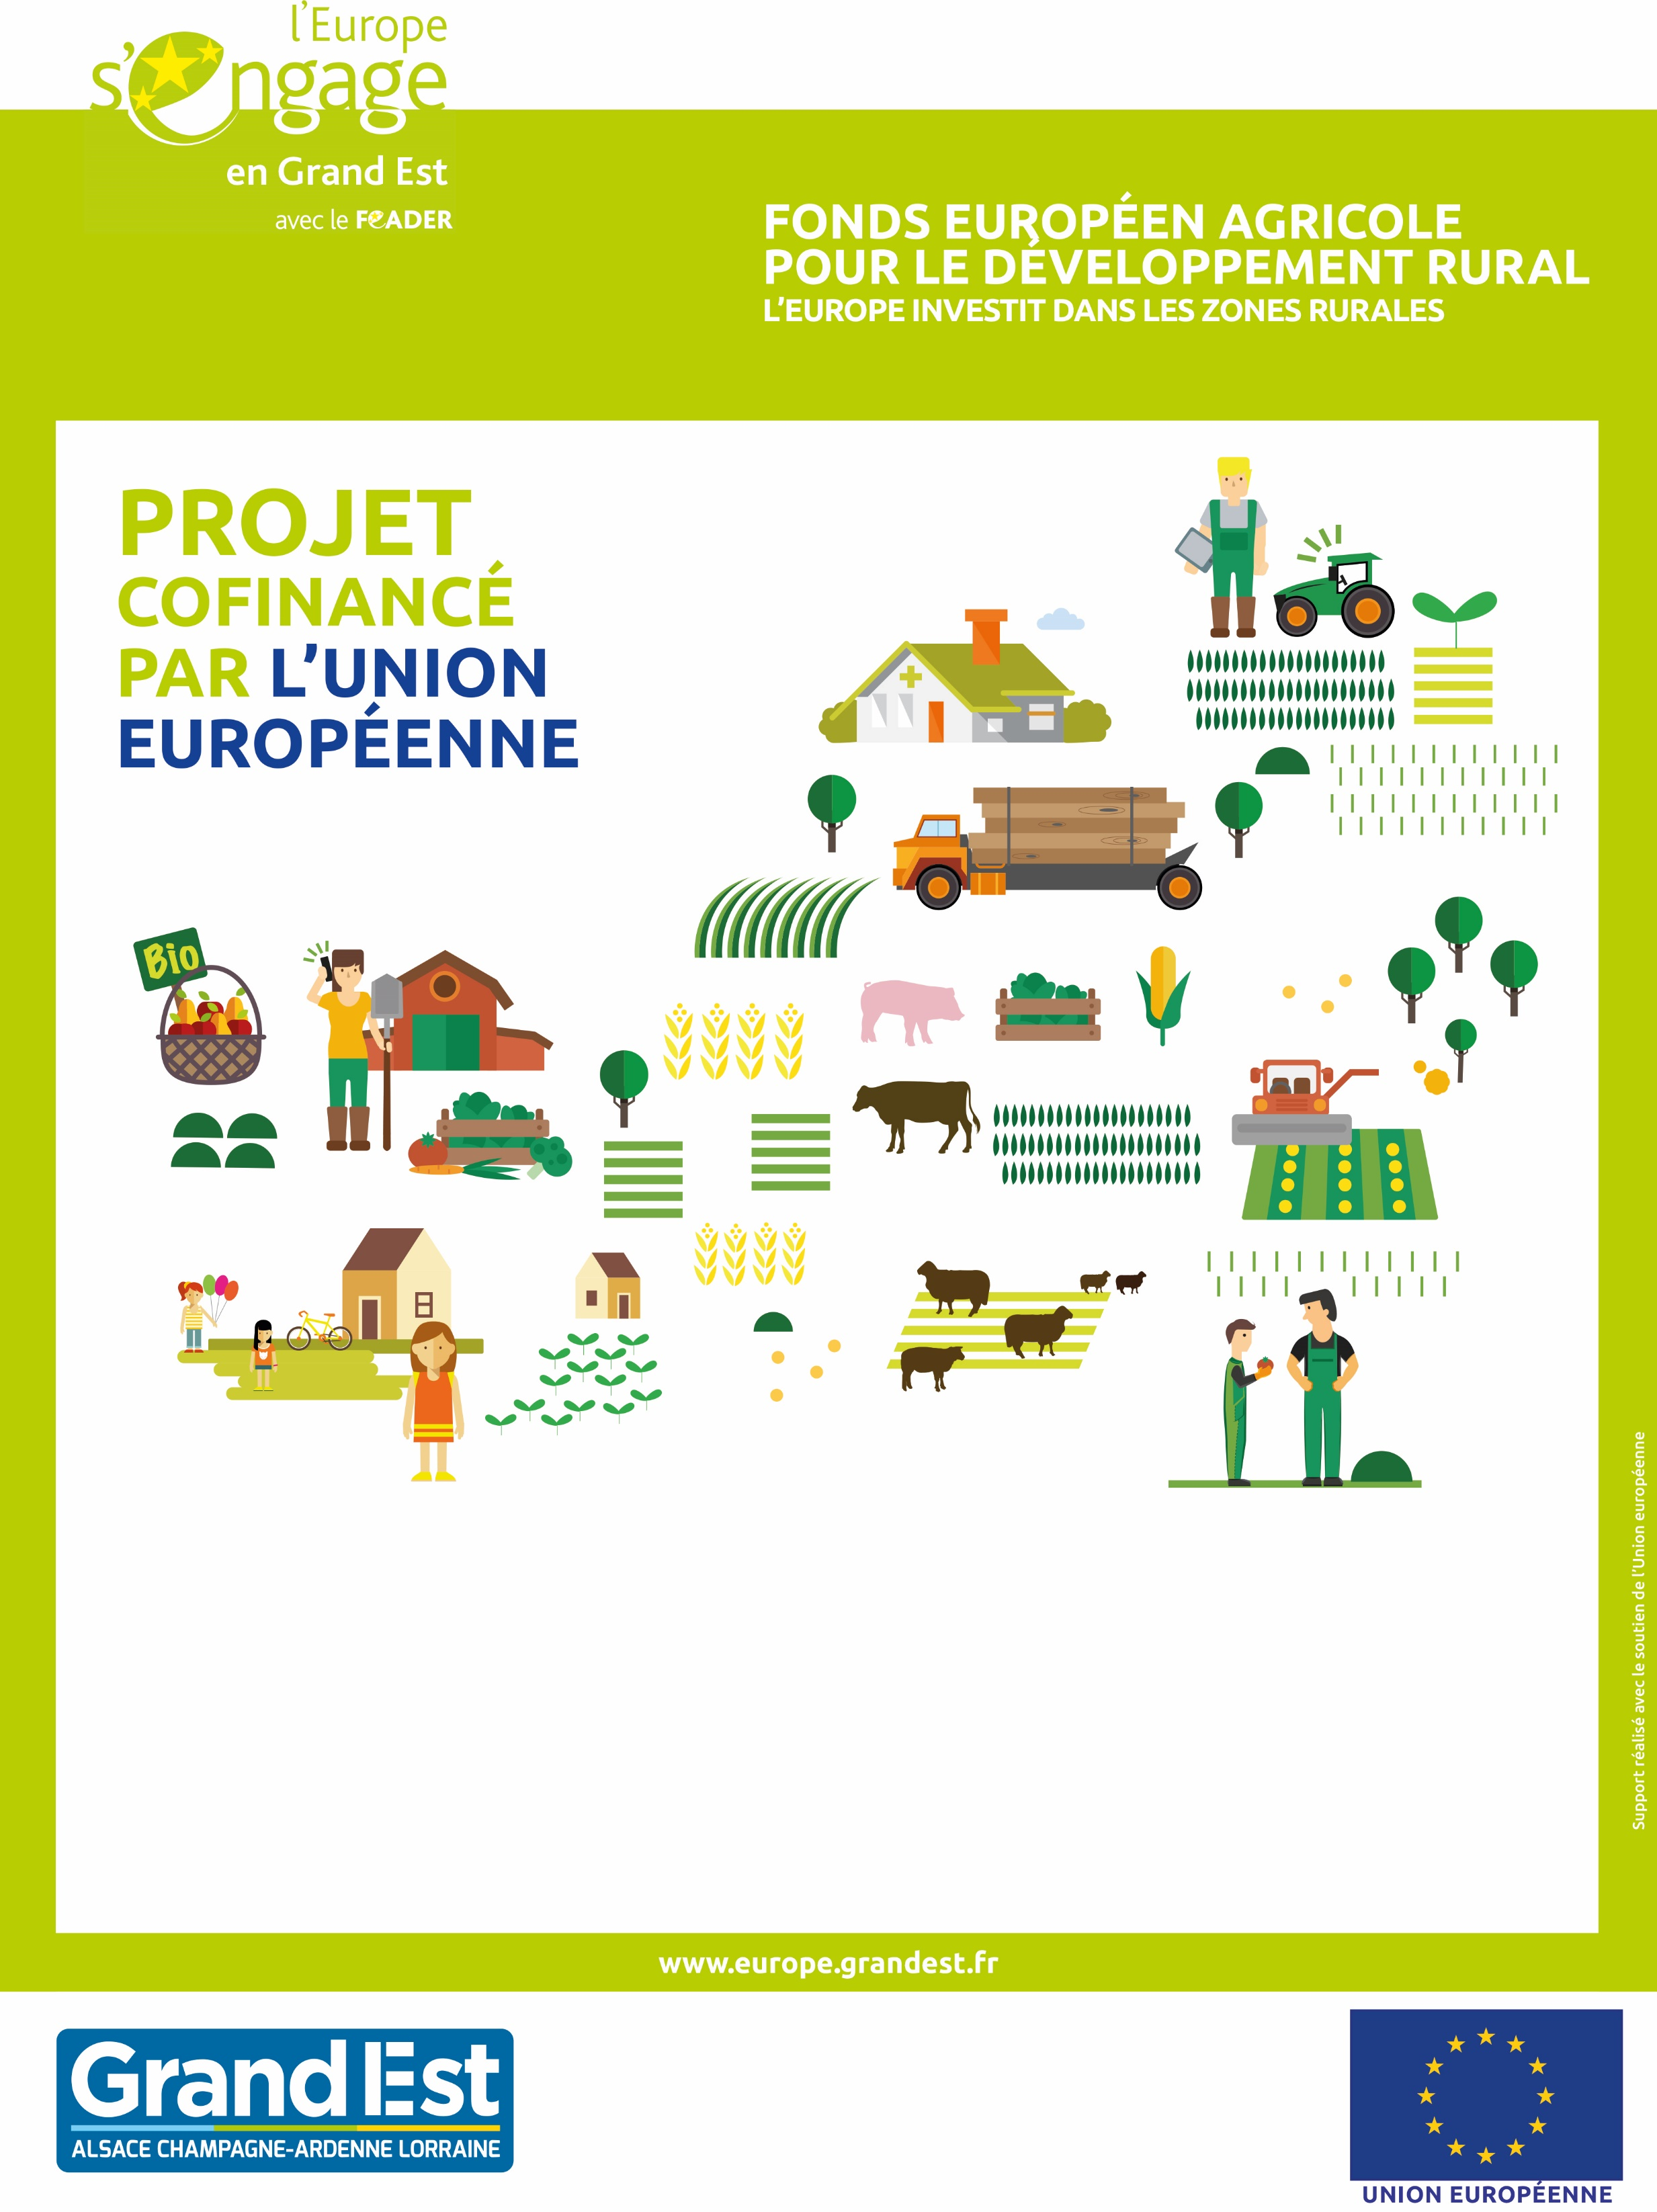 l'Europe
s'engage
en Grand Est
avec le FEADER
FONDS EUROPÉEN AGRICOLE
POUR LE DÉVELOPPEMENT RURAL
L'EUROPE INVESTIT DANS LES ZONES RURALES
PROJET
COFINANCÉ
PAR L'UNION
EUROPÉENNE
Bio
Support réalisé avec le soutien de l'Union européenne
www.europe.grandest.fr
Grand Est
ALSACE CHAMPAGNE-ARDENNE LORRAINE
UNION EUROPÉENNE